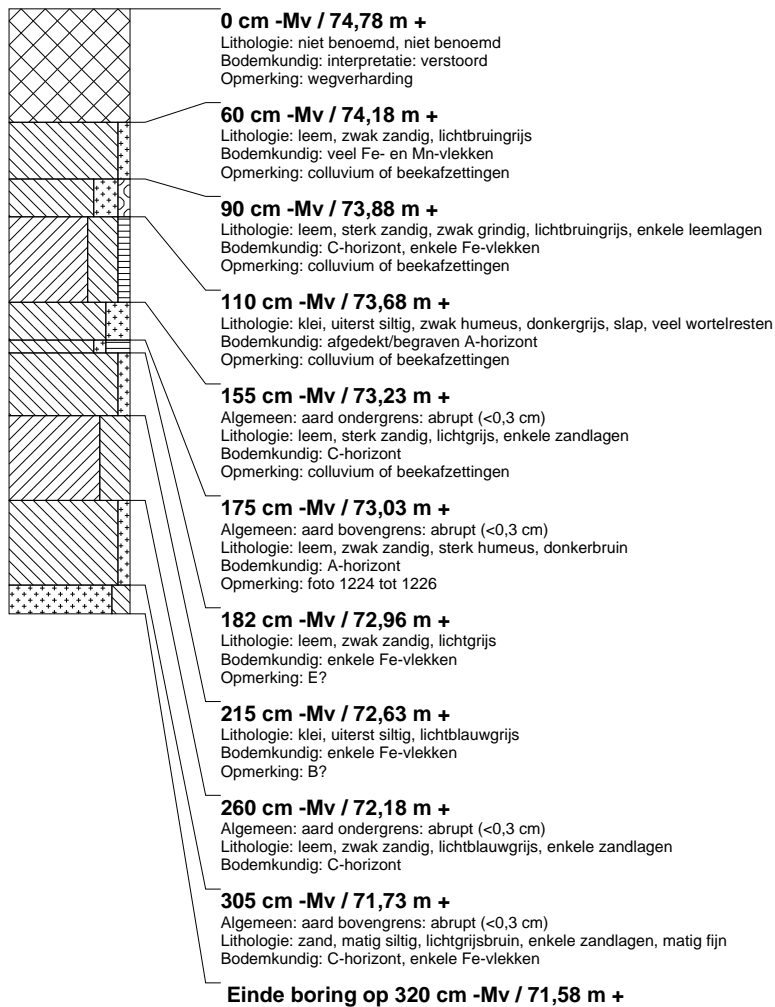 0 cm -Mv / 74,78 m +
Lithologie: niet benoemd, niet benoemd
Bodemkundig: interpretatie: verstoord
Opmerking: wegverharding
60 cm -Mv / 74,18 m +
Lithologie: leem, zwak zandig, lichtbruingrijs
Bodemkundig: veel Fe- en Mn-vlekken
Opmerking: colluvium of beekafzettingen
90 cm -Mv / 73,88 m +
Lithologie: leem, sterk zandig, zwak grindig, lichtbruingrijs, enkele leemlagen
Bodemkundig: C-horizont, enkele Fe-vlekken
Opmerking: colluvium of beekafzettingen
110 cm -Mv / 73,68 m +
Lithologie: klei, uiterst siltig, zwak humeus, donkergrijs, slap, veel wortelresten
Bodemkundig: afgedekt/begraven A-horizont
Opmerking: colluvium of beekafzettingen
155 cm -Mv / 73,23 m +
Algemeen: aard ondergrens: abrupt (<0,3 cm)
Lithologie: leem, sterk zandig, lichtgrijs, enkele zandlagen
Bodemkundig: C-horizont
Opmerking: colluvium of beekafzettingen
175 cm -Mv / 73,03 m +
Algemeen: aard bovengrens: abrupt (<0,3 cm)
Lithologie: leem, zwak zandig, sterk humeus, donkerbruin
Bodemkundig: A-horizont
Opmerking: foto 1224 tot 1226
182 cm -Mv / 72,96 m +
Lithologie: leem, zwak zandig, lichtgrijs
Bodemkundig: enkele Fe-vlekken
Opmerking: E?
215 cm -Mv / 72,63 m +
Lithologie: klei, uiterst siltig, lichtblauwgrijs
Bodemkundig: enkele Fe-vlekken
Opmerking: B?
260 cm -Mv / 72,18 m +
Algemeen: aard ondergrens: abrupt (<0,3 cm)
Lithologie: leem, zwak zandig, lichtblauwgrijs, enkele zandlagen
Bodemkundig: C-horizont
305 cm -Mv / 71,73 m +
Algemeen: aard bovengrens: abrupt (<0,3 cm)
Lithologie: zand, matig siltig, lichtgrijsbruin, enkele zandlagen, matig fijn
Bodemkundig: C-horizont, enkele Fe-vlekken
Einde boring op 320 cm -Mv / 71,58 m +